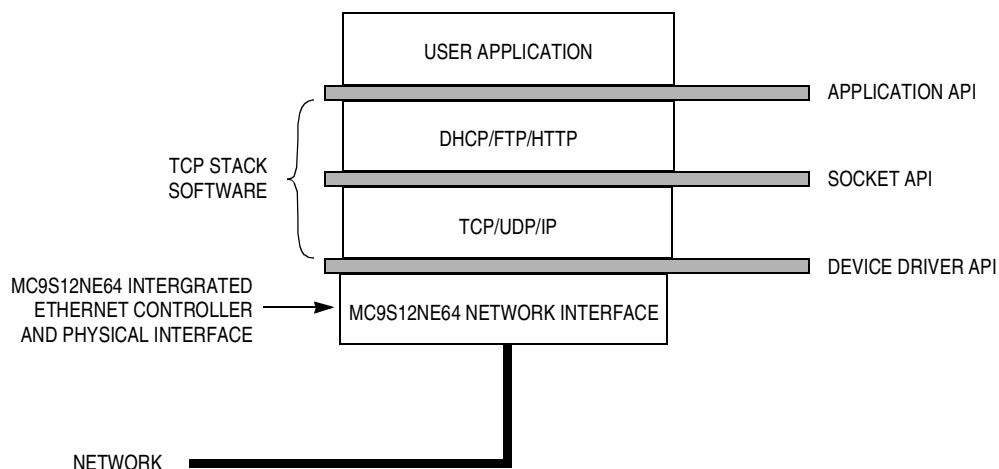 USER APPLICATION
APPLICATION API
DHCP/FTP/HTTP
TCP STACK
SOFTWARE
SOCKET API
TCP/UDP/IP
DEVICE DRIVER API
MC9S12NE64 INTERGRATED
ETHERNET CONTROLLER
AND PHYSICAL INTERFACE
MC9S12NE64 NETWORK INTERFACE
NETWORK